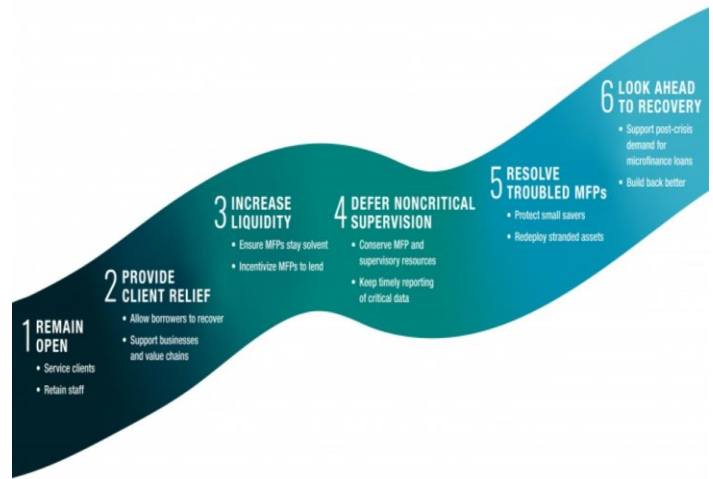 1 REMAIN
OPEN
• Service clients
• Retain staff
2 PROVIDE
CLIENT RELIEF
• Allow borrowers to recover
• Support businesses
and value chains
3 INCREASE
LIQUIDITY
• Ensure MFPs stay solvent
• Incentivize MFPs to lend
4 DEFER NONCRITICAL
SUPERVISION
• Conserve MFP and
supervisory resources
• Keep timely reporting
of critical data
5 RESOLVE
TROUBLED MFPs
• Protect small savers
• Redeploy stranded assets
6 LOOK AHEAD
TO RECOVERY
• Support post-crisis
demand for
microfinance loans
• Build back better